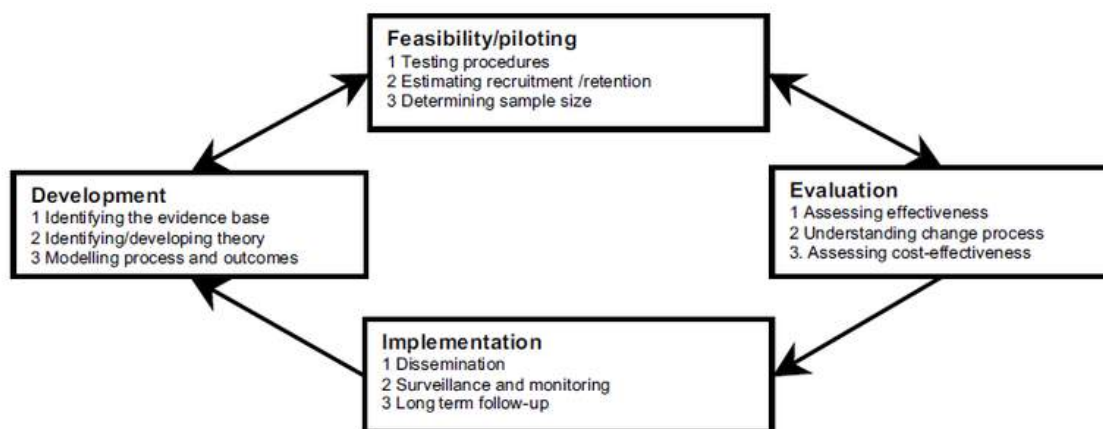 Feasibility/piloting
1 Testing procedures
2 Estimating recruitment /retention
3 Determining sample size
Development
1 Identifying the evidence base
2 Identifying/developing theory
3 Modelling process and outcomes
Evaluation
1 Assessing effectiveness
2 Understanding change process
3. Assessing cost-effectiveness
Implementation
1 Dissemination
2 Surveillance and monitoring
3 Long term follow-up